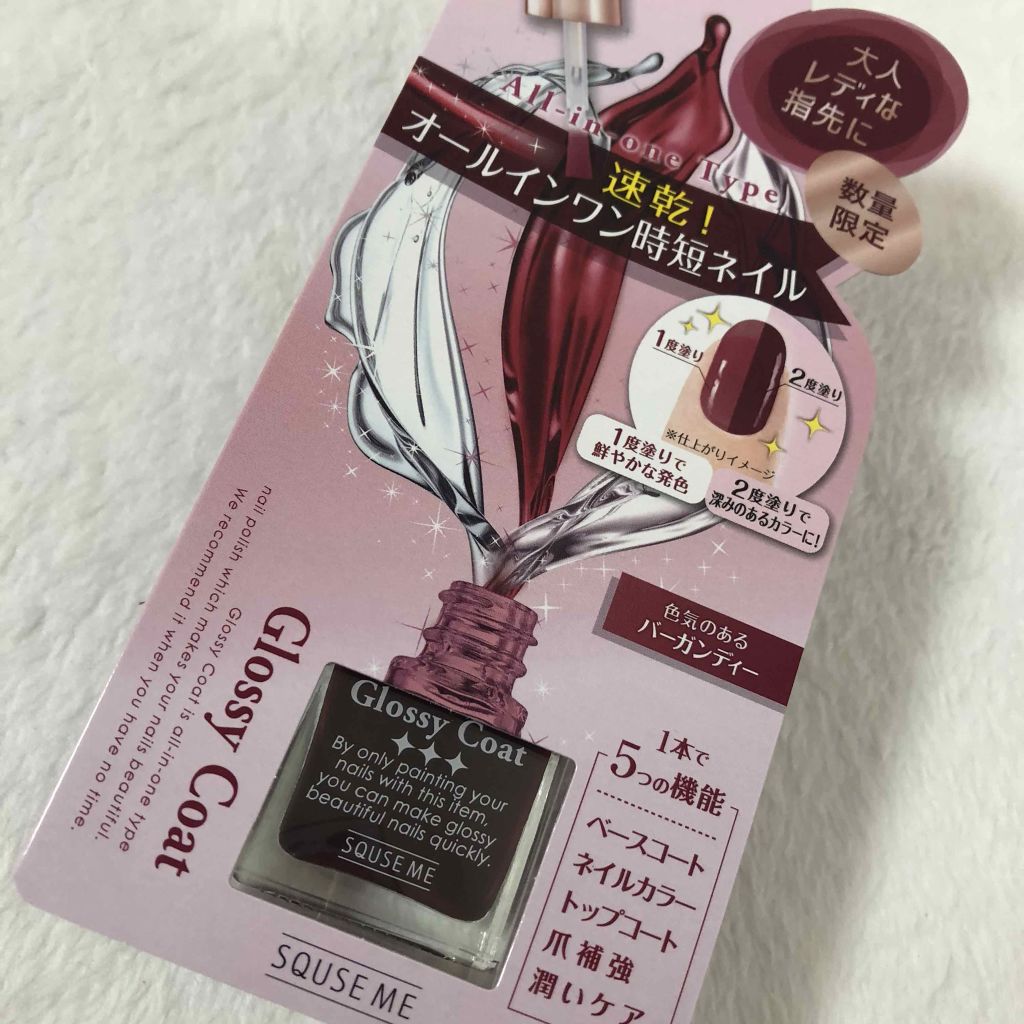 大人
レディな
指先に
数量
限定
All-in-one Type
速乾!
オールインワン時短ネイル
1度塗り
2度塗り
※仕上がりイメージ
1度塗りで
鮮やかな発色
2度塗りで
深みのあるカラーに!
色気のある
バーガンディー
1本で
5つの機能
ベースコート
ネイルカラー
トップコート
爪補強
潤いケア
Glossy Coat
Glossy Coat is all-in-one type
nail polish which makes your nails beautiful.
We recommend it when you have no time.
Glossy Coat
By only painting your
nails with this item,
you can make glossy
beautiful nails quickly.
SQUSE ME
SQUSE ME